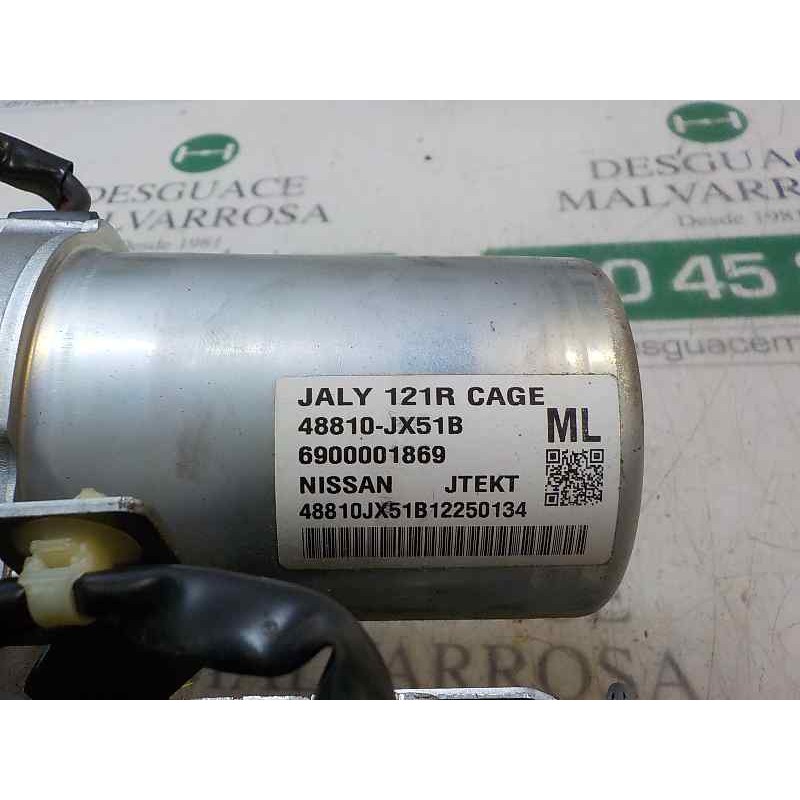 DESGUACE
MALVARROSA
Desde 1981
DESGUACE
MALVARROSA
Desde 1981
0 45
JALY 121R CAGE
48810-JX51B
ML
6900001869
NISSAN JTEKT
48810JX51B12250134
MALVARROSA